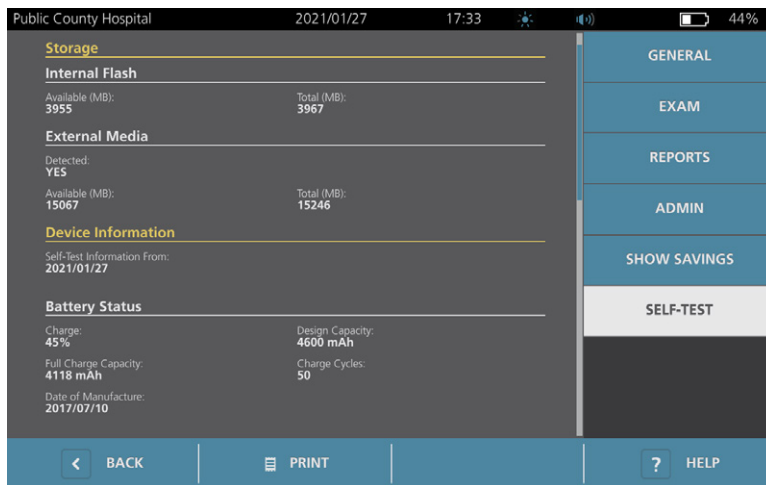 Public County Hospital 2021/01/27 17:33 44%
Storage
Internal Flash
Available (MB): Total (MB):
3955 3967
External Media
Detected:
YES
Available (MB): Total (MB):
15067 15246
Device Information
Self-Test Information From:
2021/01/27
Battery Status
Charge: Design Capacity:
45% 4600 mAh
Full Charge Capacity: Charge Cycles:
4118 mAh 50
Date of Manufacture:
2017/07/10
GENERAL
EXAM
REPORTS
ADMIN
SHOW SAVINGS
SELF-TEST
BACK PRINT ? HELP